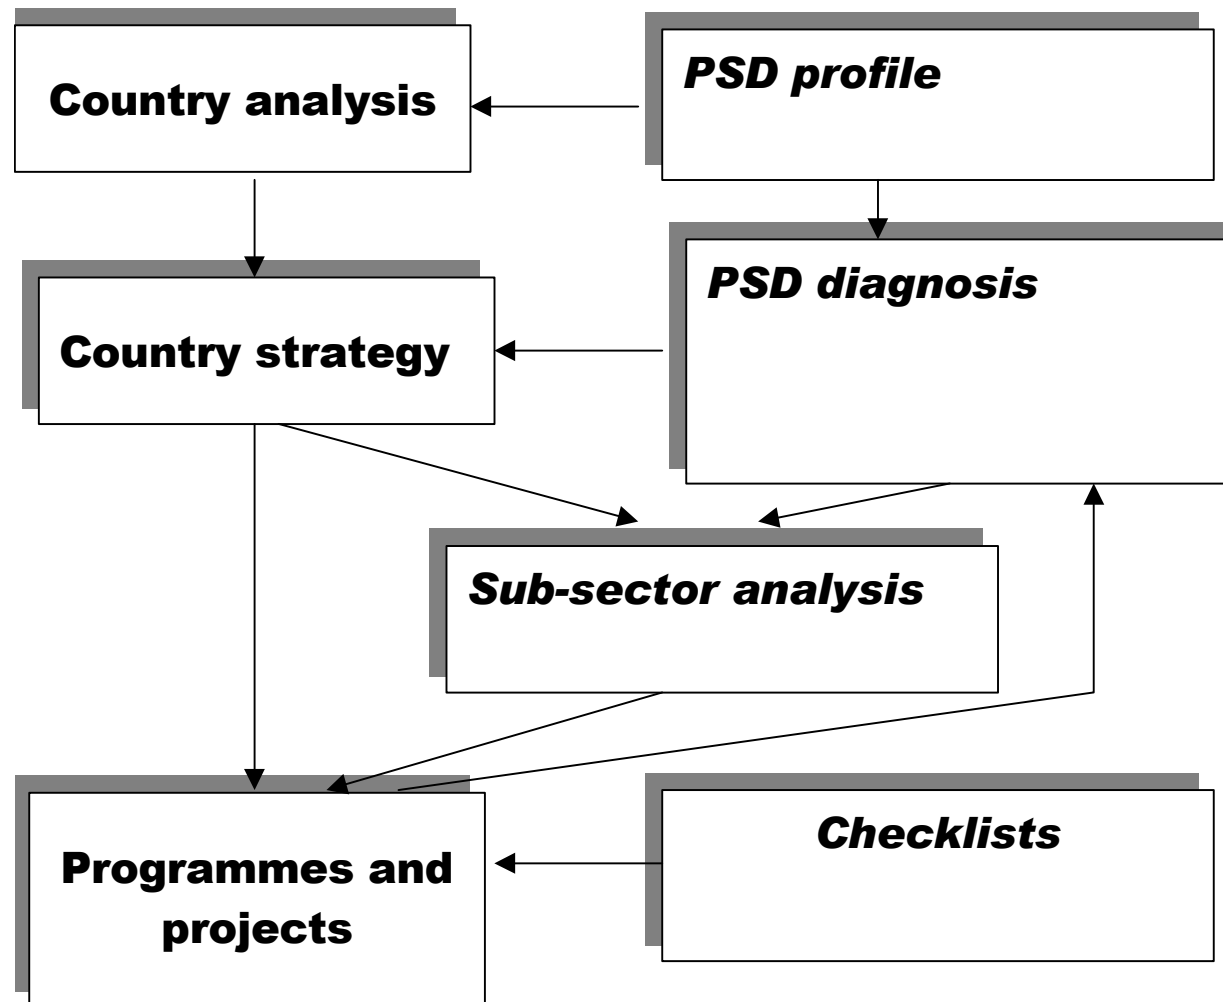 Country analysis
PSD profile
PSD diagnosis
Country strategy
Sub-sector analysis
Checklists
Programmes and
projects